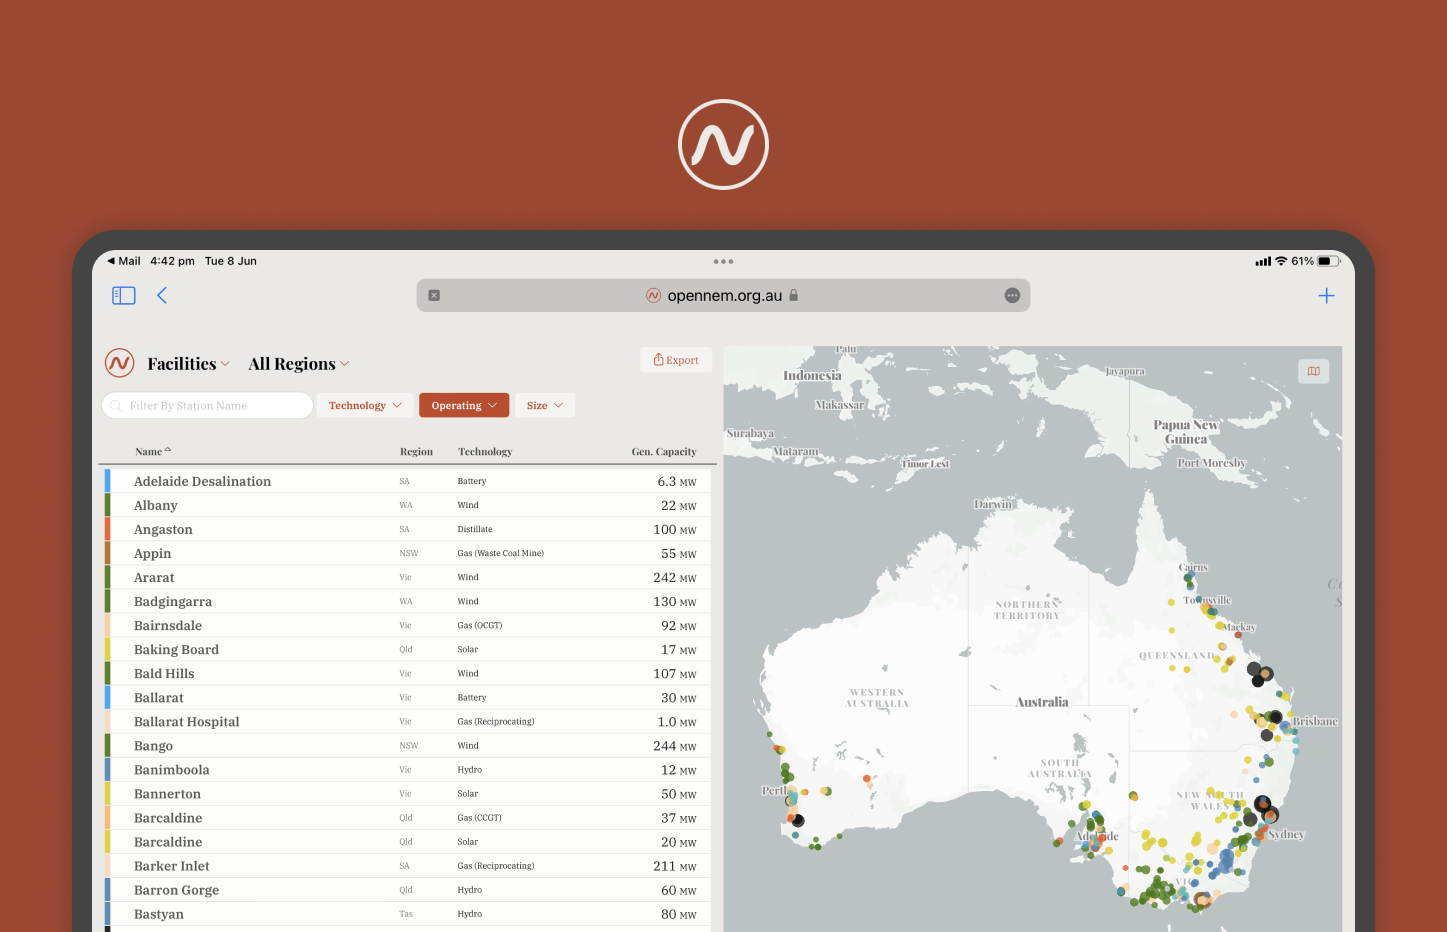 Mail 4:42 pm Tue 8 Jun
61%
opennem.org.au
Facilities All Regions
Export
Filter By Station Name
Technology
Operating
Size
Name Region Technology Gen. Capacity
Adelaide Desalination SA Battery 6.3 MW
Albany WA Wind 22 MW
Angaston SA Distillate 100 MW
Appin NSW Gas (Waste Coal Mine) 55 MW
Ararat Vic Wind 242 MW
Badgingarra WA Wind 130 MW
Bairnsdale Vic Gas (OCGT) 92 MW
Baking Board Qld Solar 17 MW
Bald Hills Vic Wind 107 MW
Ballarat Vic Battery 30 MW
Ballarat Hospital Vic Gas (Reciprocating) 1.0 MW
Bango NSW Wind 244 MW
Banimboola Vic Hydro 12 MW
Bannerton Vic Solar 50 MW
Barcaldine Qld Gas (CCGT) 37 MW
Barcaldine Qld Solar 20 MW
Barker Inlet SA Gas (Reciprocating) 211 MW
Barron Gorge Qld Hydro 60 MW
Bastyan Tas Hydro 80 MW
Palu
Indonesia
Jayapura
Makassar
Papua New
Guinea
Surabaya
Mataram
Timor Lest
Port Moresby
Darwin
Cairns
Townsville
NORTHERN
TERRITORY
Mackay
QUEENSLAND
WESTERN
AUSTRALIA
Australia
Brisbane
SOUTH
AUSTRALIA
Perth
NEW SOUTH
WALES
Adelaide
Sydney